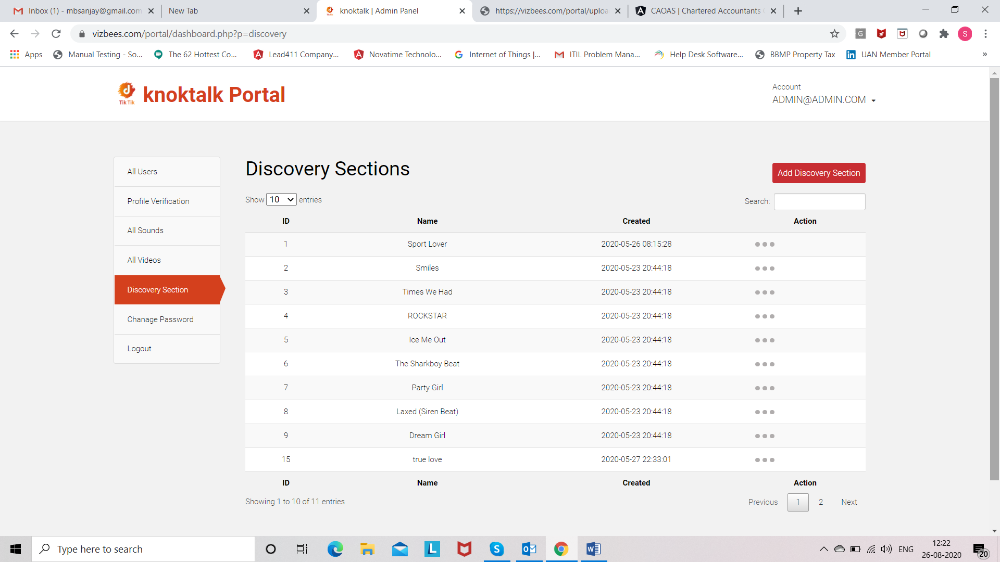 Inbox (1) - mbsanjay@gmail.com
New Tab
knoktalk | Admin Panel
https://vizbees.com/portal/uploa
CAOAS | Chartered Accountants
vizbees.com/portal/dashboard.php?p=discovery
G
S
Apps
Manual Testing - So...
The 62 Hottest Co...
Lead411 Company...
Novatime Technolo...
Internet of Things |...
ITIL Problem Mana...
Help Desk Software...
BBMP Property Tax
UAN Member Portal
»
Tik Tik
knoktalk Portal
Account
ADMIN@ADMIN.COM
All Users
Profile Verification
All Sounds
All Videos
Discovery Section
Chanage Password
Logout
Discovery Sections
Add Discovery Section
Show 10 entries
Search:
ID Name Created Action
1 Sport Lover 2020-05-26 08:15:28
2 Smiles 2020-05-23 20:44:18
3 Times We Had 2020-05-23 20:44:18
4 ROCKSTAR 2020-05-23 20:44:18
5 Ice Me Out 2020-05-23 20:44:18
6 The Sharkboy Beat 2020-05-23 20:44:18
7 Party Girl 2020-05-23 20:44:18
8 Laxed (Siren Beat) 2020-05-23 20:44:18
9 Dream Girl 2020-05-23 20:44:18
15 true love 2020-05-27 22:33:01
ID Name Created Action
Showing 1 to 10 of 11 entries
Previous 1 2 Next
Type here to search
L
S
ENG
12:22
26-08-2020
20